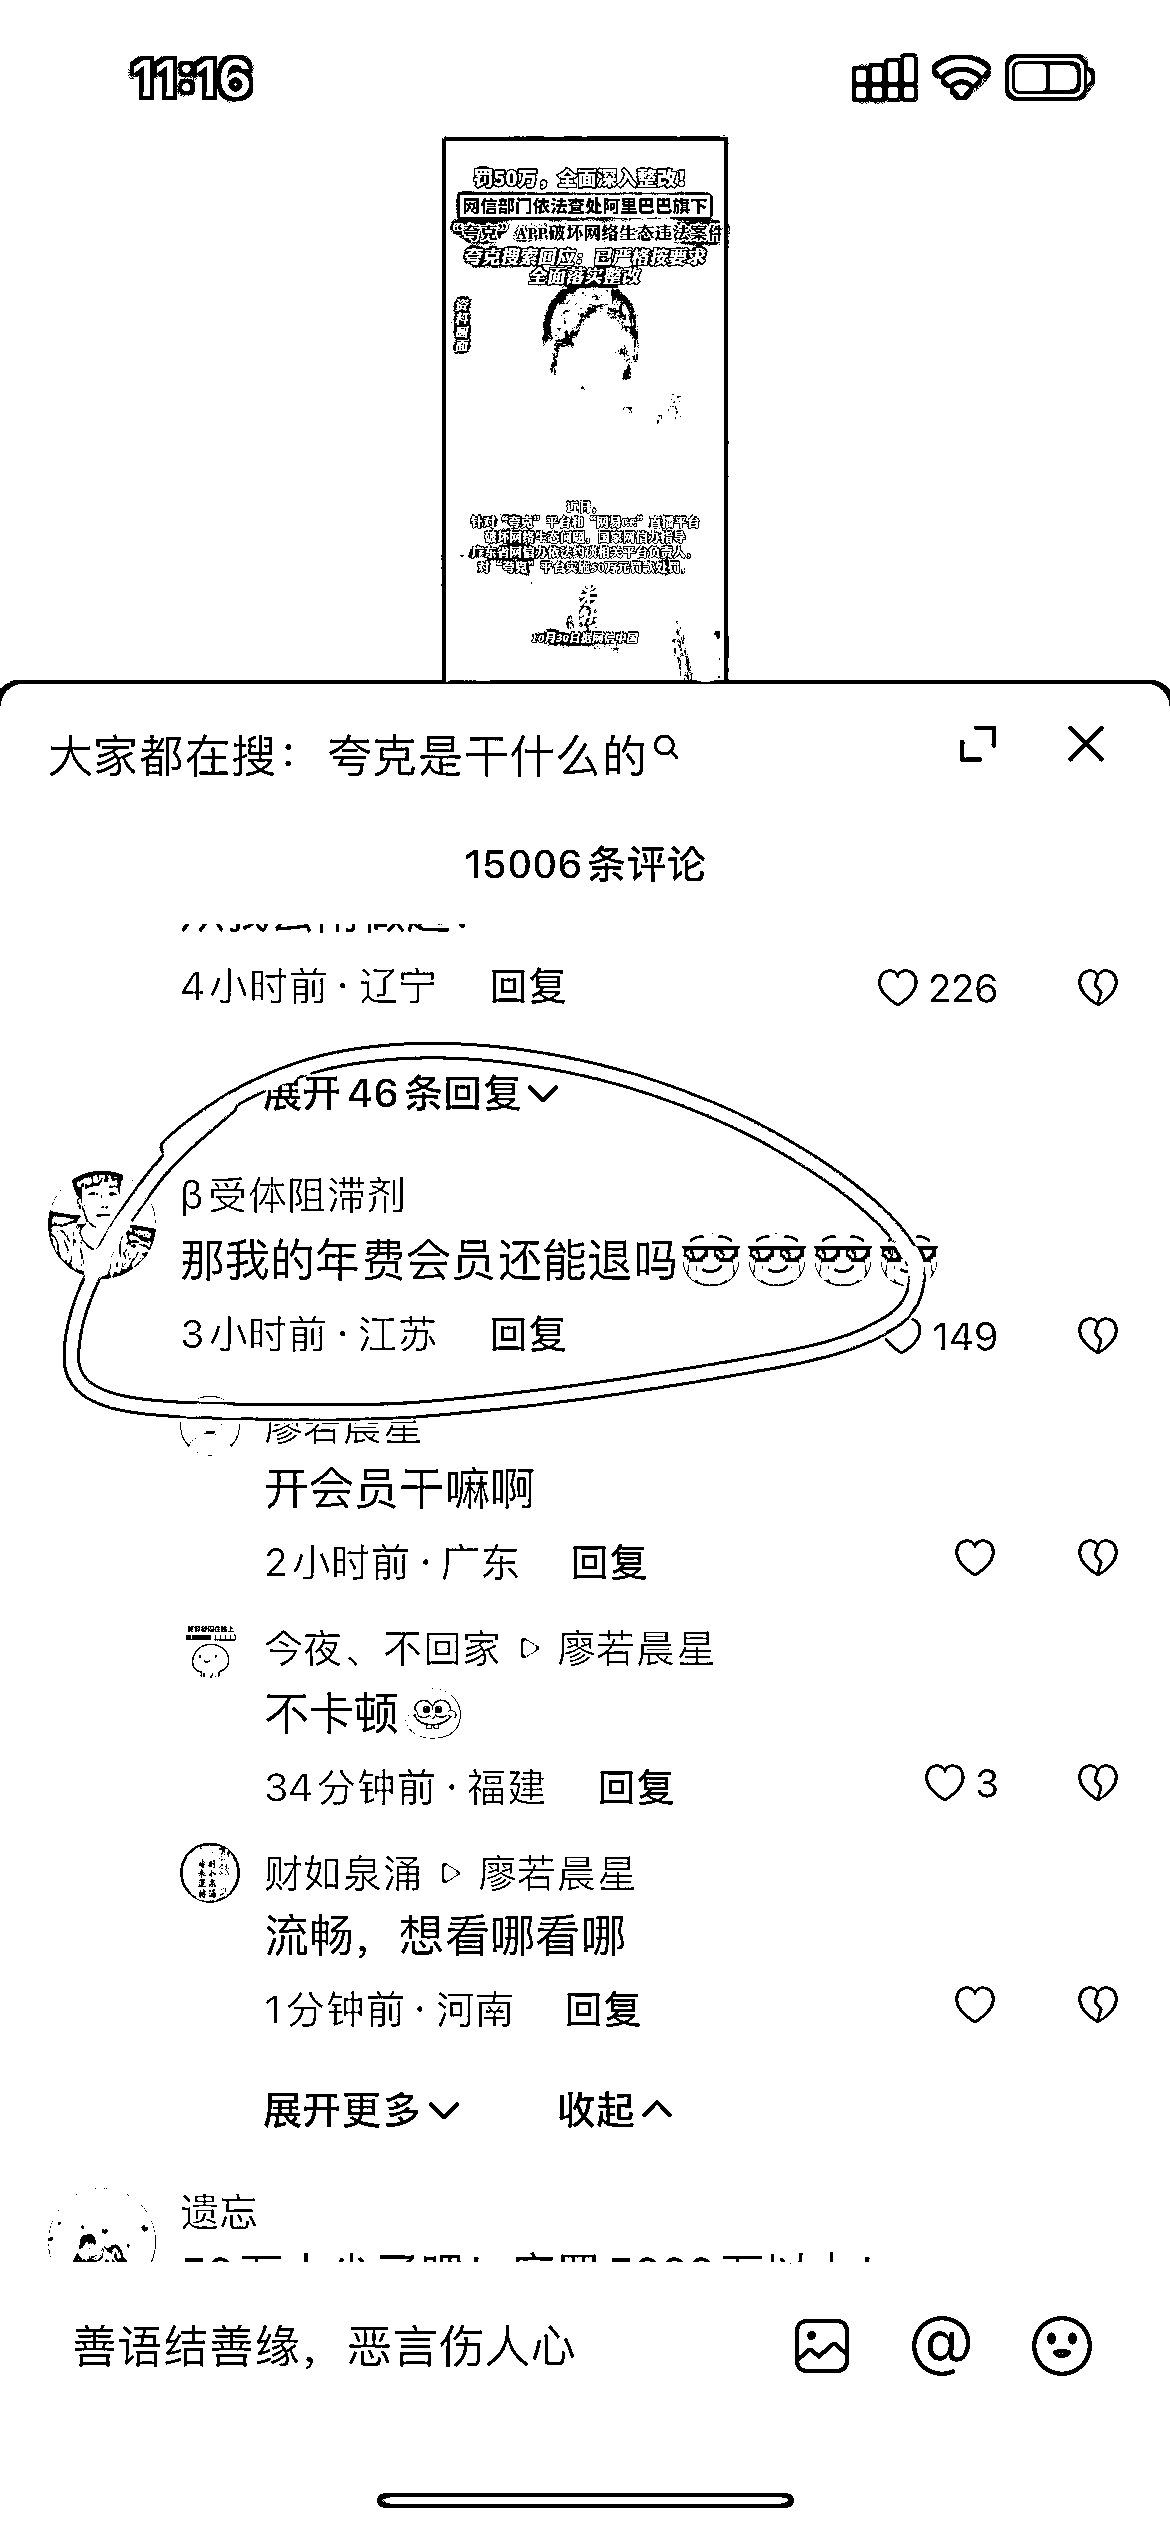 11:16
罚50万，全面深入整改！
网信部门依法查处阿里巴巴旗下
“夸克”APP破坏网络生态违法案件
夸克搜索回应：已严格按要求
全面落实整改
资料画面
近日，
针对“夸克”平台和“网易CC”直播平台
破坏网络生态问题，国家网信办指导
广东省网信办依法约谈相关平台负责人，
对“夸克”平台实施50万元罚款处罚。
10月30日据网信中国
大家都在搜：夸克是干什么的
15006条评论
4小时前·辽宁 回复 226
展开46条回复
β受体阻滞剂
那我的年费会员还能退吗😎😎😎😎
3小时前·江苏 回复 149
廖若晨星
开会员干嘛啊
2小时前·广东 回复
今夜、不回家 ▷ 廖若晨星
不卡顿
34分钟前·福建 回复 3
财如泉涌 ▷ 廖若晨星
流畅，想看哪看哪
1分钟前·河南 回复
展开更多 收起
遗忘
善语结善缘，恶言伤人心